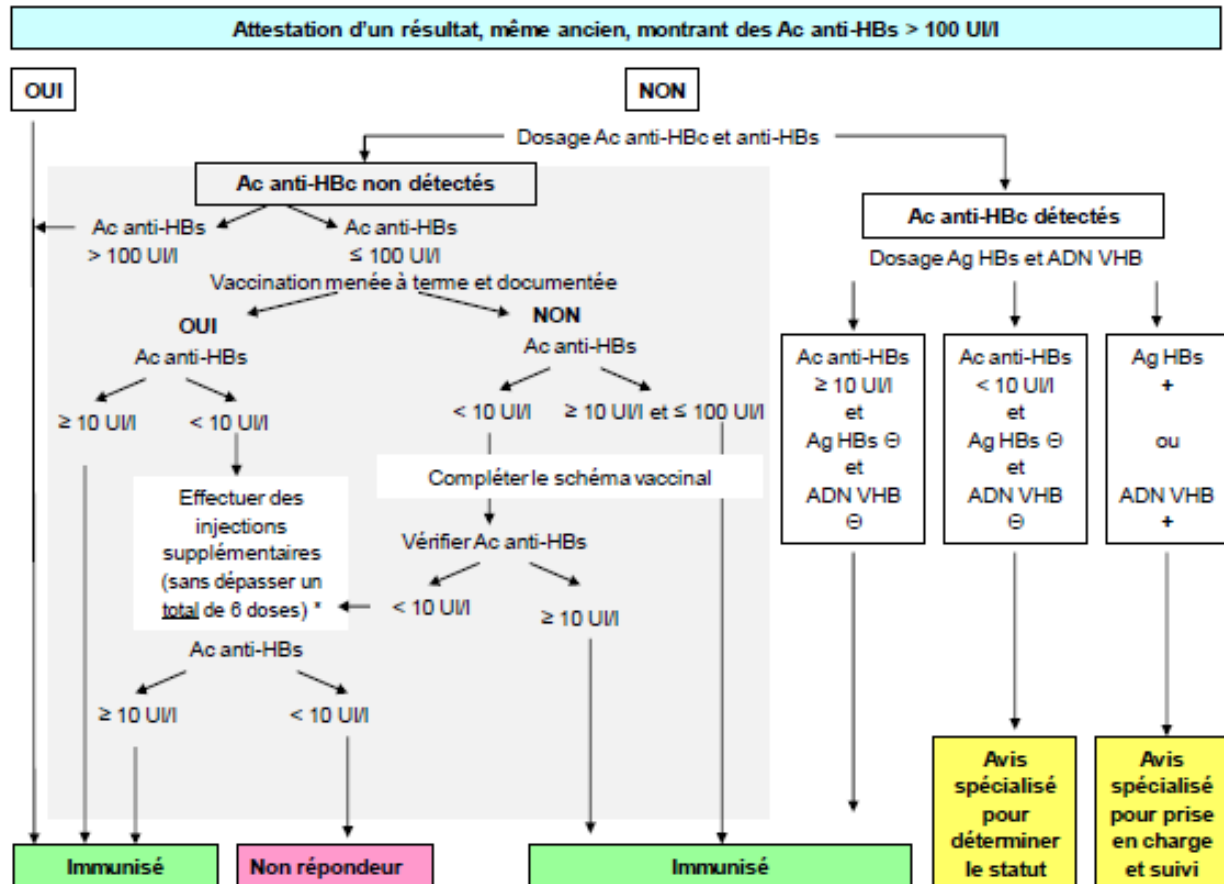 Attestation d'un résultat, même ancien, montrant des Ac anti-HBs > 100 UI/l
OUI
NON
Dosage Ac anti-HBc et anti-HBs
Ac anti-HBc non détectés
Ac anti-HBs
> 100 UI/l
Ac anti-HBs
≤ 100 UI/l
Vaccination menée à terme et documentée
OUI
Ac anti-HBs
≥ 10 UI/l
< 10 UI/l
NON
Ac anti-HBs
< 10 UI/l
≥ 10 UI/l et ≤ 100 UI/l
Effectuer des
injections
supplémentaires
(sans dépasser un
total de 6 doses) *
Compléter le schéma vaccinal
Vérifier Ac anti-HBs
< 10 UI/l
≥ 10 UI/l
Ac anti-HBs
≥ 10 UI/l
< 10 UI/l
Ac anti-HBc détectés
Dosage Ag HBs et ADN VHB
Ac anti-HBs
≥ 10 UI/l
et
Ag HBs ⊖
et
ADN VHB
⊖
Ac anti-HBs
< 10 UI/l
et
Ag HBs ⊖
et
ADN VHB
⊖
Ag HBs
+
ou
ADN VHB
+
Immunisé
Non répondeur
Immunisé
Avis
spécialisé
pour
déterminer
le statut
Avis
spécialisé
pour prise
en charge
et suivi